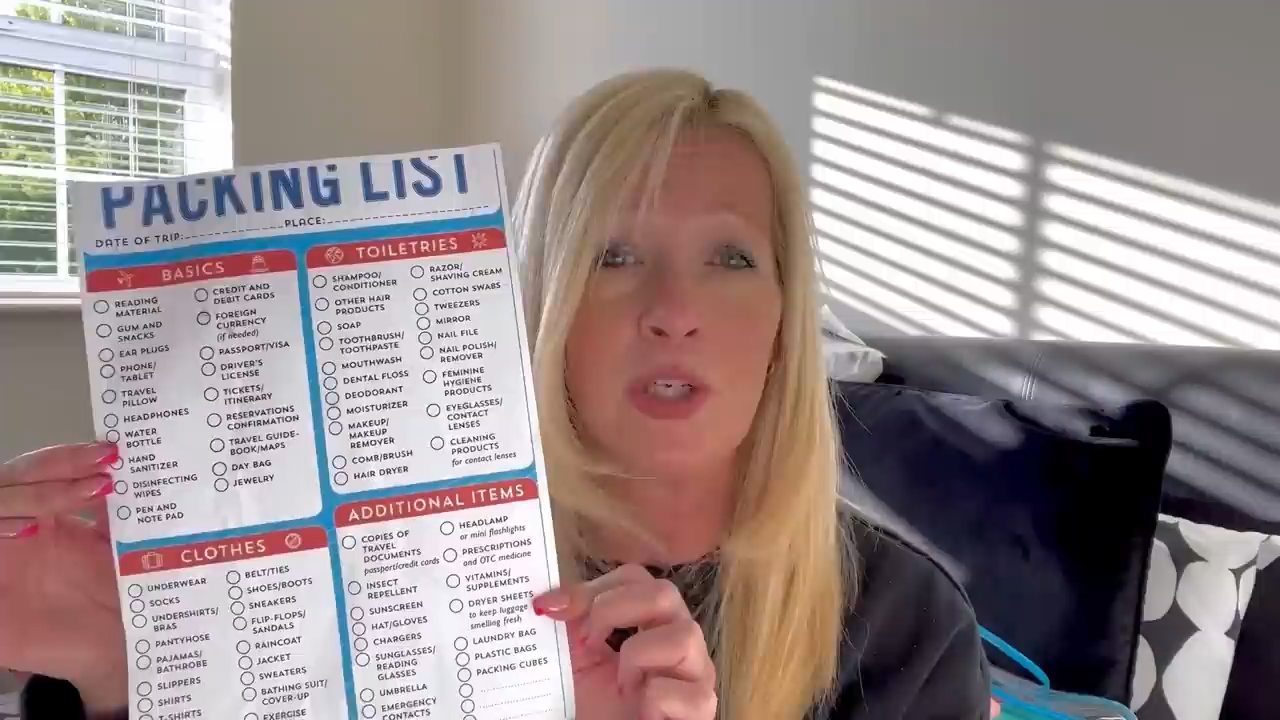 PACKING LIST
DATE OF TRIP: PLACE:
BASICS
READING
MATERIAL
GUM AND
SNACKS
EAR PLUGS
PHONE/
TABLET
TRAVEL
PILLOW
HEADPHONES
WATER
BOTTLE
HAND
SANITIZER
DISINFECTING
WIPES
PEN AND
NOTE PAD
CREDIT AND
DEBIT CARDS
FOREIGN
CURRENCY
(if needed)
PASSPORT/VISA
DRIVER'S
LICENSE
TICKETS/
ITINERARY
RESERVATIONS
CONFIRMATION
TRAVEL GUIDE-
BOOK/MAPS
DAY BAG
JEWELRY
TOILETRIES
SHAMPOO/
CONDITIONER
OTHER HAIR
PRODUCTS
SOAP
TOOTHBRUSH/
TOOTHPASTE
MOUTHWASH
DENTAL FLOSS
DEODORANT
MOISTURIZER
MAKEUP/
MAKEUP
REMOVER
COMB/BRUSH
HAIR DRYER
RAZOR/
SHAVING CREAM
COTTON SWABS
TWEEZERS
MIRROR
NAIL FILE
NAIL POLISH/
REMOVER
FEMININE
HYGIENE
PRODUCTS
EYEGLASSES/
CONTACT
LENSES
CLEANING
PRODUCTS
for contact lenses
CLOTHES
UNDERWEAR
SOCKS
UNDERSHIRTS/
BRAS
PANTYHOSE
PAJAMAS/
BATHROBE
SLIPPERS
SHIRTS
T-SHIRTS
BELT/TIES
SHOES/BOOTS
SNEAKERS
FLIP-FLOPS/
SANDALS
RAINCOAT
JACKET
SWEATERS
BATHING SUIT/
COVER-UP
EXERCISE
ADDITIONAL ITEMS
COPIES OF
TRAVEL
DOCUMENTS
passport/credit cards
INSECT
REPELLENT
SUNSCREEN
HAT/GLOVES
CHARGERS
SUNGLASSES/
READING
GLASSES
UMBRELLA
EMERGENCY
CONTACTS
HEADLAMP
or mini flashlights
PRESCRIPTIONS
and OTC medicine
VITAMINS/
SUPPLEMENTS
DRYER SHEETS
to keep luggage
smelling fresh
LAUNDRY BAG
PLASTIC BAGS
PACKING CUBES